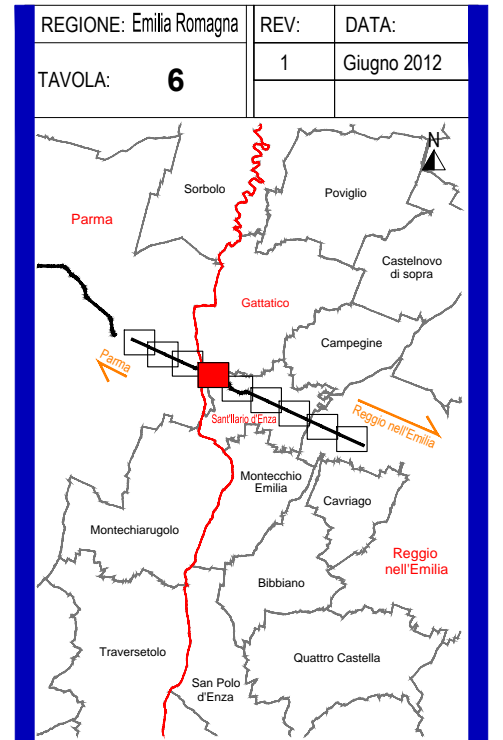 REGIONE: Emilia Romagna
REV:
DATA:
TAVOLA: 6
1
Giugno 2012
N
Sorbolo
Poviglio
Parma
Castelnovo
di sopra
Gattatico
Campegine
Parma
Reggio nell'Emilia
Sant'Ilario d'Enza
Montecchio
Emilia
Cavriago
Montechiarugolo
Reggio
nell'Emilia
Bibbiano
Traversetolo
Quattro Castella
San Polo
d'Enza